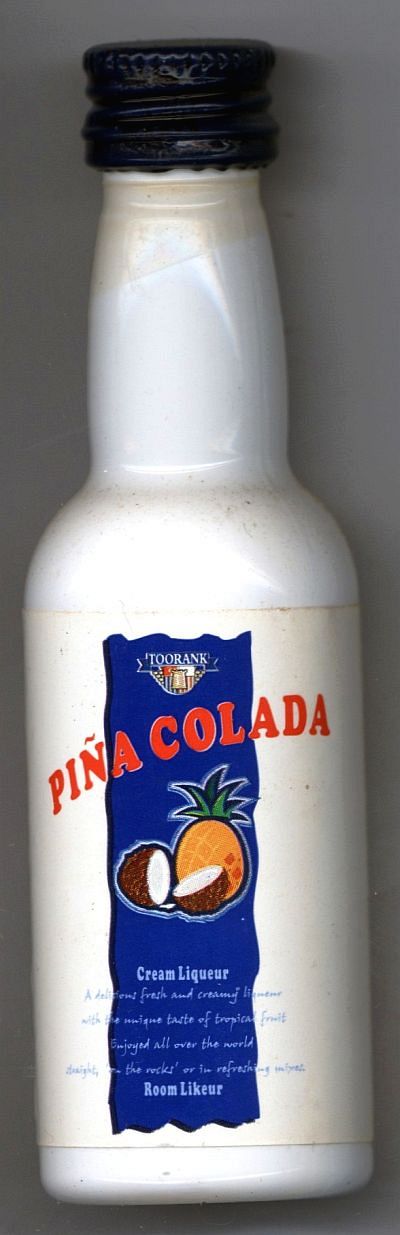 'TOORANK'
PIÑA COLADA
Cream Liqueur
A delicious fresh and creamy liqueur
with the unique taste of tropical fruit
Enjoyed all over the world
straight, 'on the rocks' or in refreshing mixes.
Room Likeur